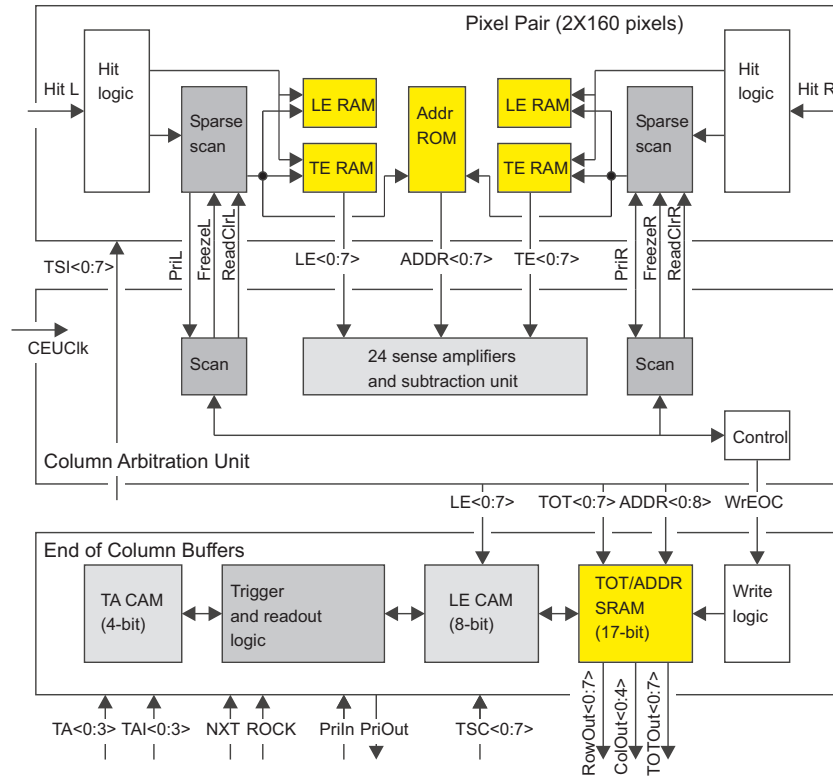 Pixel Pair (2X160 pixels)
Hit L
Hit
logic
Sparse
scan
LE RAM
TE RAM
Addr
ROM
LE RAM
TE RAM
Sparse
scan
Hit
logic
Hit R
TSI<0:7>
PriL
FreezeL
ReadClrL
LE<0:7>
ADDR<0:7>
TE<0:7>
PriR
FreezeR
ReadClrR
CEUClk
Scan
24 sense amplifiers
and subtraction unit
Scan
Control
Column Arbitration Unit
LE<0:7>
TOT<0:7>
ADDR<0:8>
WrEOC
End of Column Buffers
TA CAM
(4-bit)
Trigger
and readout
logic
LE CAM
(8-bit)
TOT/ADDR
SRAM
(17-bit)
Write
logic
TA<0:3>
TAI<0:3>
NXT
ROCK
PriIn
PriOut
TSC<0:7>
RowOut<0:7>
ColOut<0:4>
TOTOut<0:7>